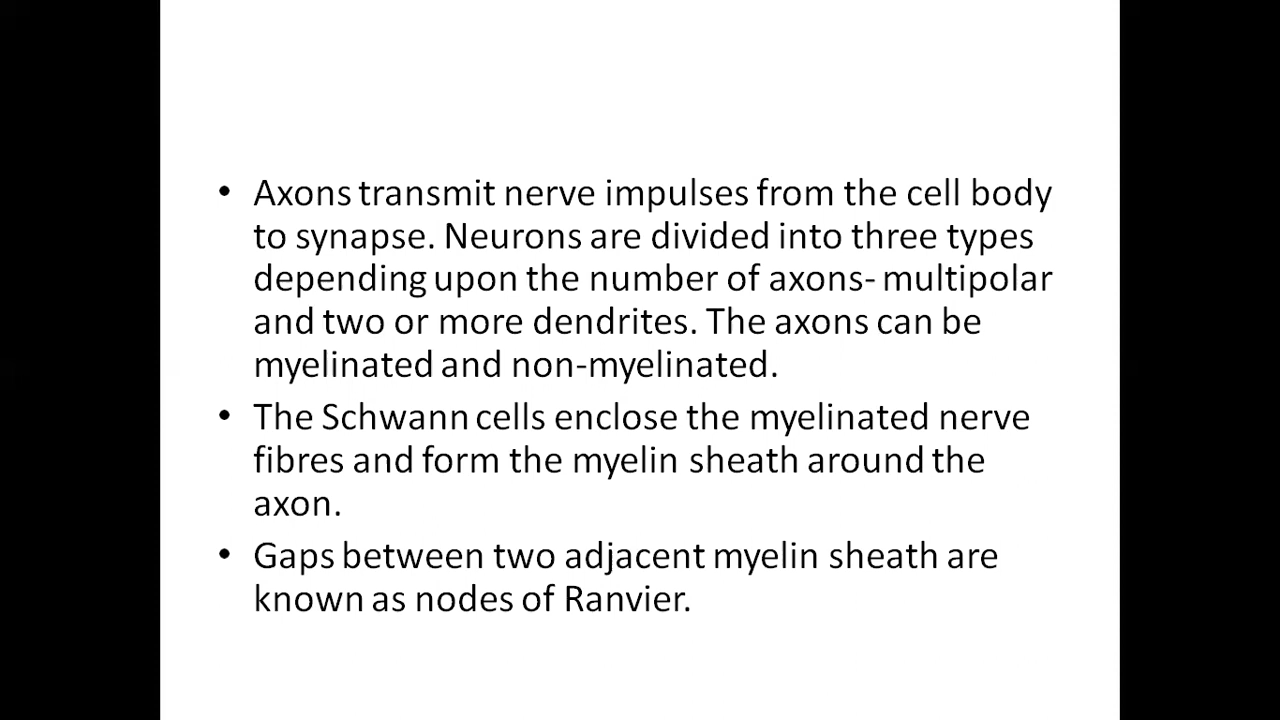 • Axons transmit nerve impulses from the cell body
to synapse. Neurons are divided into three types
depending upon the number of axons- multipolar
and two or more dendrites. The axons can be
myelinated and non-myelinated.
• The Schwann cells enclose the myelinated nerve
fibres and form the myelin sheath around the
axon.
• Gaps between two adjacent myelin sheath are
known as nodes of Ranvier.